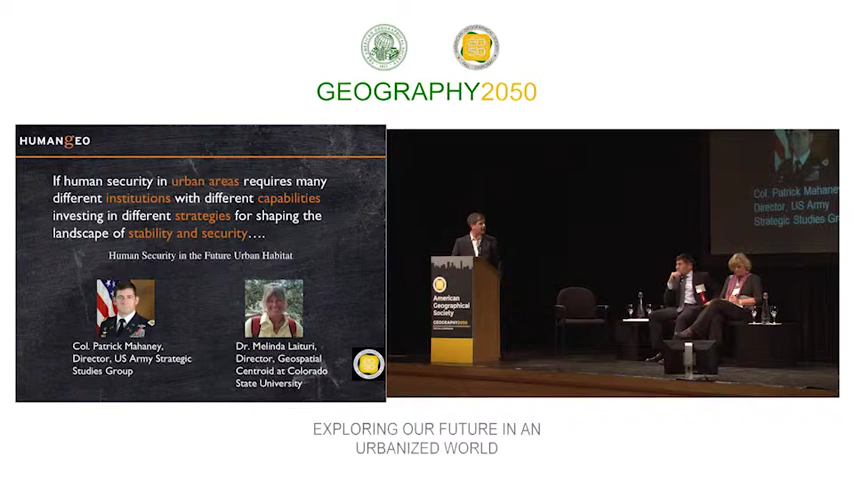 GEOGRAPHY2050
HUMANGEO
If human security in urban areas requires many
different institutions with different capabilities
investing in different strategies for shaping the
landscape of stability and security….
Human Security in the Future Urban Habitat
Col. Patrick Mahaney,
Director, US Army Strategic
Studies Group
Dr. Melinda Laituri,
Director, Geospatial
Centroid at Colorado
State University
Col. Patrick Mahaney,
Director, US Army
Strategic Studies Gro
American
Geographical
Society
GEOGRAPHY2050
EXPLORING OUR FUTURE IN AN
URBANIZED WORLD